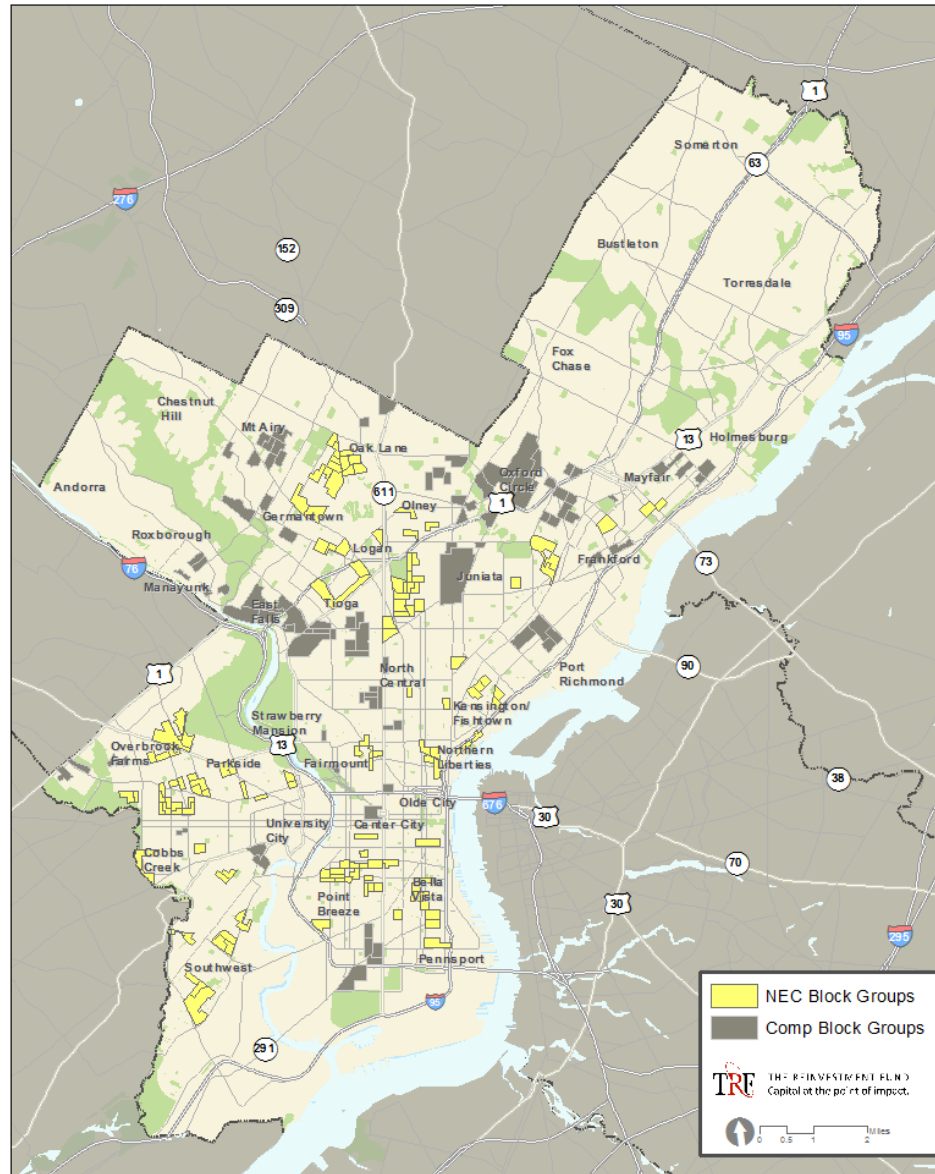 1
Somerton
63
276
Bustleton
152
Torresdale
309
95
Fox
Chase
Chestnut
Hill
Mt Airy
13
Holmesburg
Oak Lane
Oxford
Circle
Mayfair
Andorra
611
1
Olney
Germantown
Roxborough
Logan
Frankford
73
76
Juniata
Manayunk
East
Falls
Tioga
90
1
North
Central
Port
Richmond
Kensington/
Fishtown
Strawberry
Mansion
13
Overbrook
Farms
Parkside
Fairmount
Northern
Liberties
38
Olde City
676
30
University
City
Center City
Cobbs
Creek
70
Bella
Vista
Point
Breeze
30
295
Southwest
Pennsport
95
291
NEC Block Groups
Comp Block Groups
TRF
THE REINVESTMENT FUND
Capital at the point of impact.
Miles
0 0.5 1 2